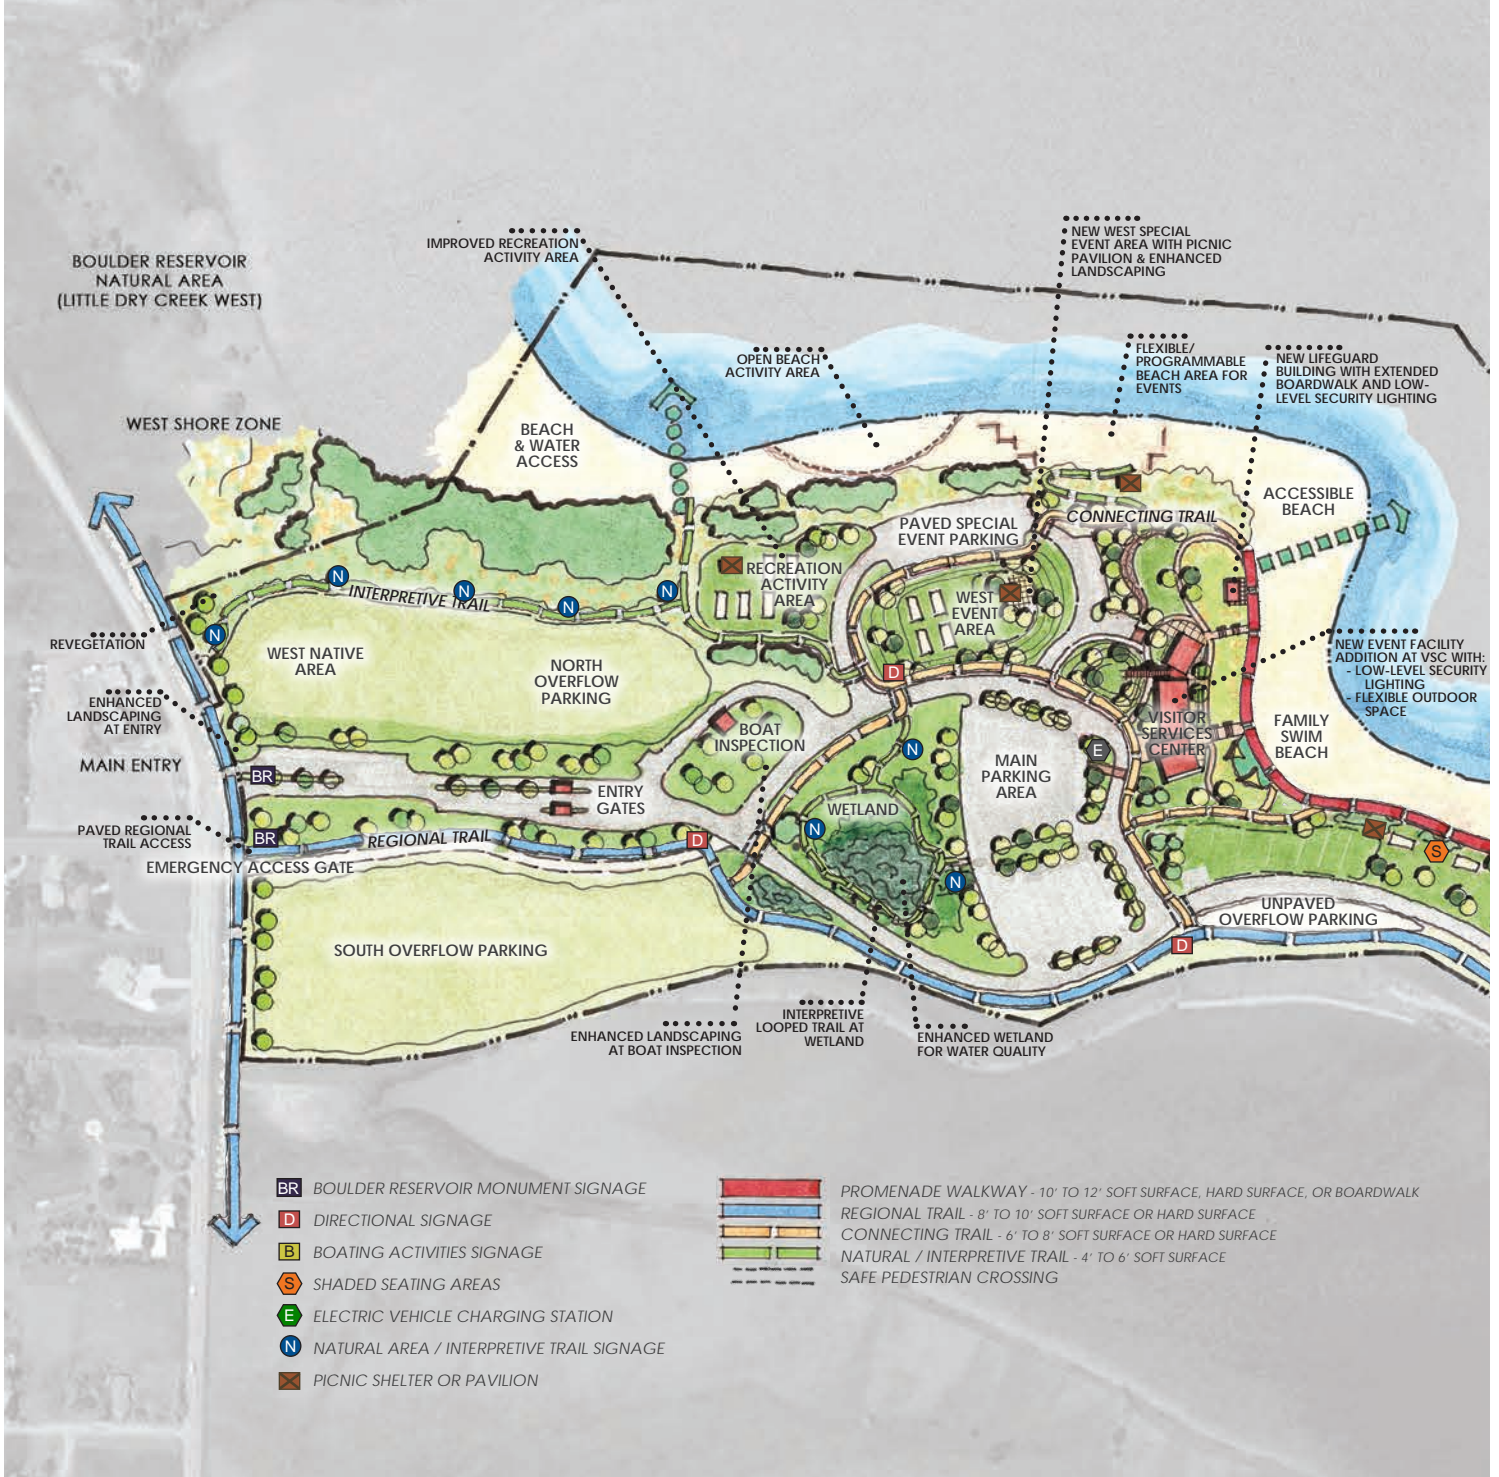 BOULDER RESERVOIR
NATURAL AREA
(LITTLE DRY CREEK WEST)
IMPROVED RECREATION
ACTIVITY AREA
NEW WEST SPECIAL
EVENT AREA WITH PICNIC
PAVILION & ENHANCED
LANDSCAPING
OPEN BEACH
ACTIVITY AREA
FLEXIBLE/
PROGRAMMABLE
BEACH AREA FOR
EVENTS
NEW LIFEGUARD
BUILDING WITH EXTENDED
BOARDWALK AND LOW-
LEVEL SECURITY LIGHTING
WEST SHORE ZONE
BEACH
& WATER
ACCESS
ACCESSIBLE
BEACH
PAVED SPECIAL
EVENT PARKING
CONNECTING TRAIL
RECREATION
ACTIVITY
AREA
INTERPRETIVE TRAIL
N
N
N
N
N
WEST
EVENT
AREA
REVEGETATION
WEST NATIVE
AREA
NORTH
OVERFLOW
PARKING
D
NEW EVENT FACILITY
ADDITION AT VSC WITH:
- LOW-LEVEL SECURITY
LIGHTING
- FLEXIBLE OUTDOOR
SPACE
ENHANCED
LANDSCAPING
AT ENTRY
BOAT
INSPECTION
VISITOR
SERVICES
CENTER
FAMILY
SWIM
BEACH
MAIN ENTRY
BR
ENTRY
GATES
N
MAIN
PARKING
AREA
E
WETLAND
PAVED REGIONAL
TRAIL ACCESS
BR
REGIONAL TRAIL
D
N
S
EMERGENCY ACCESS GATE
N
UNPAVED
OVERFLOW PARKING
SOUTH OVERFLOW PARKING
D
ENHANCED LANDSCAPING
AT BOAT INSPECTION
INTERPRETIVE
LOOPED TRAIL AT
WETLAND
ENHANCED WETLAND
FOR WATER QUALITY
BR BOULDER RESERVOIR MONUMENT SIGNAGE
D DIRECTIONAL SIGNAGE
B BOATING ACTIVITIES SIGNAGE
S SHADED SEATING AREAS
E ELECTRIC VEHICLE CHARGING STATION
N NATURAL AREA / INTERPRETIVE TRAIL SIGNAGE
PICNIC SHELTER OR PAVILION
PROMENADE WALKWAY - 10' TO 12' SOFT SURFACE, HARD SURFACE, OR BOARDWALK
REGIONAL TRAIL - 8' TO 10' SOFT SURFACE OR HARD SURFACE
CONNECTING TRAIL - 6' TO 8' SOFT SURFACE OR HARD SURFACE
NATURAL / INTERPRETIVE TRAIL - 4' TO 6' SOFT SURFACE
SAFE PEDESTRIAN CROSSING